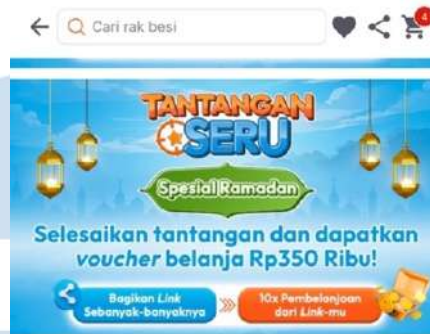 Cari rak besi
4
TANTANGAN
SERU
Spesial Ramadan
Selesaikan tantangan dan dapatkan
voucher belanja Rp350 Ribu!
Bagikan Link
Sebanyak-banyaknya
10x Pembelanjaan
dari Link-mu